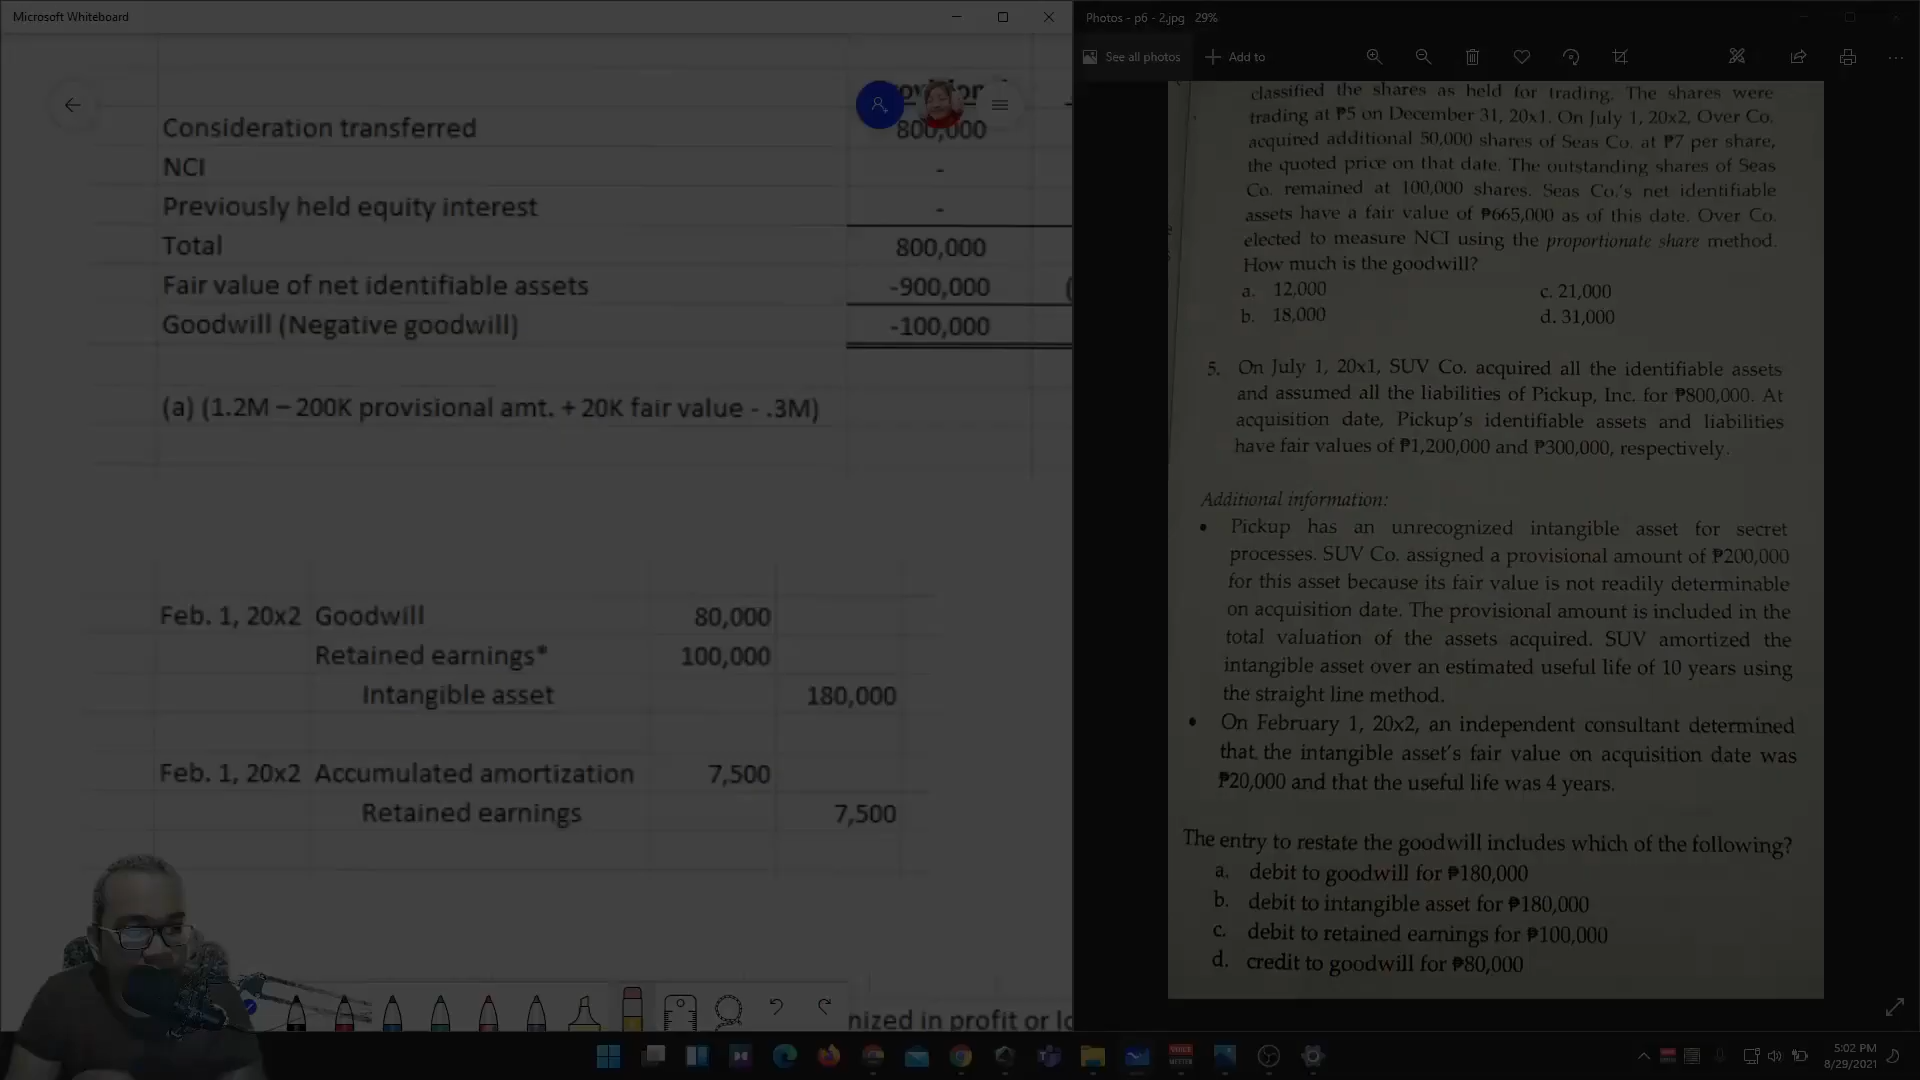 Microsoft Whiteboard
800,000
Consideration transferred
NCI
-
Previously held equity interest
-
Total
800,000
Fair value of net identifiable assets
-900,000
(
Goodwill (Negative goodwill)
-100,000
(a) (1.2M – 200K provisional amt. + 20K fair value - .3M)
Feb. 1, 20x2 Goodwill 80,000
Retained earnings* 100,000
Intangible asset 180,000
Feb. 1, 20x2 Accumulated amortization 7,500
Retained earnings 7,500
nized in profit or lo
Photos - p6 - 2.jpg 29%
See all photos
Add to
classified the shares as held for trading. The shares were
trading at ₱5 on December 31, 20x1. On July 1, 20x2, Over Co.
acquired additional 50,000 shares of Seas Co. at ₱7 per share,
the quoted price on that date. The outstanding shares of Seas
Co. remained at 100,000 shares. Seas Co.'s net identifiable
assets have a fair value of ₱665,000 as of this date. Over Co.
elected to measure NCI using the proportionate share method.
How much is the goodwill?
a. 12,000 c. 21,000
b. 18,000 d. 31,000
5. On July 1, 20x1, SUV Co. acquired all the identifiable assets
and assumed all the liabilities of Pickup, Inc. for ₱800,000. At
acquisition date, Pickup's identifiable assets and liabilities
have fair values of ₱1,200,000 and ₱300,000, respectively.
Additional information:
• Pickup has an unrecognized intangible asset for secret
processes. SUV Co. assigned a provisional amount of ₱200,000
for this asset because its fair value is not readily determinable
on acquisition date. The provisional amount is included in the
total valuation of the assets acquired. SUV amortized the
intangible asset over an estimated useful life of 10 years using
the straight line method.
• On February 1, 20x2, an independent consultant determined
that the intangible asset's fair value on acquisition date was
₱20,000 and that the useful life was 4 years.
The entry to restate the goodwill includes which of the following?
a. debit to goodwill for ₱180,000
b. debit to intangible asset for ₱180,000
c. debit to retained earnings for ₱100,000
d. credit to goodwill for ₱80,000
5:02 PM
8/29/2021